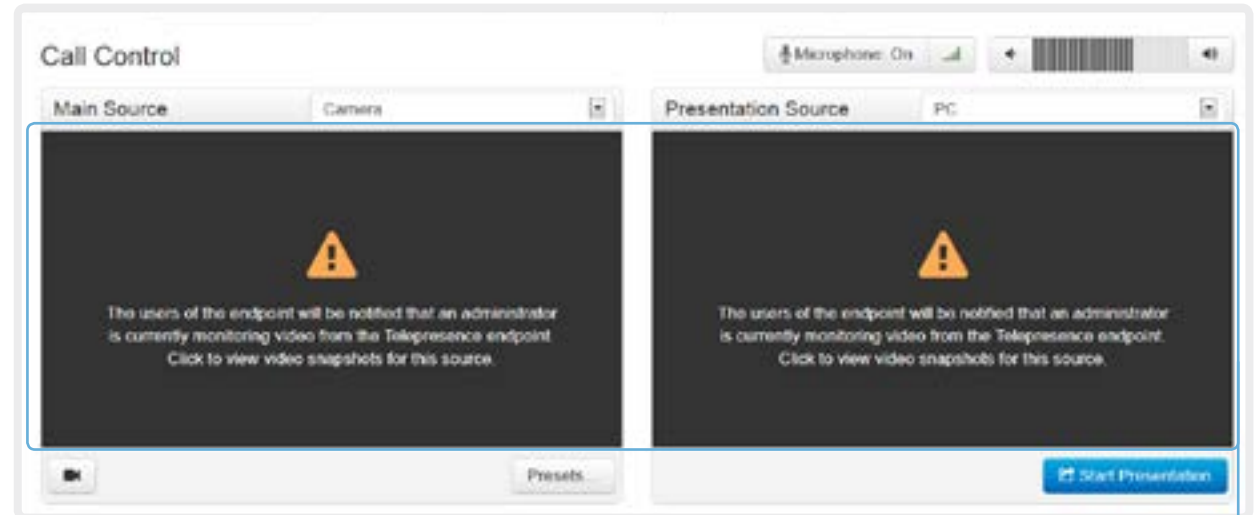 Call Control
Microphone: On
Main Source
Camera
Presentation Source
PC
The users of the endpoint will be notified that an administrator
is currently monitoring video from the Telepresence endpoint
Click to view video snapshots for this source.
The users of the endpoint will be notified that an administrator
is currently monitoring video from the Telepresence endpoint.
Click to view video snapshots for this source.
Presets...
Start Presentation